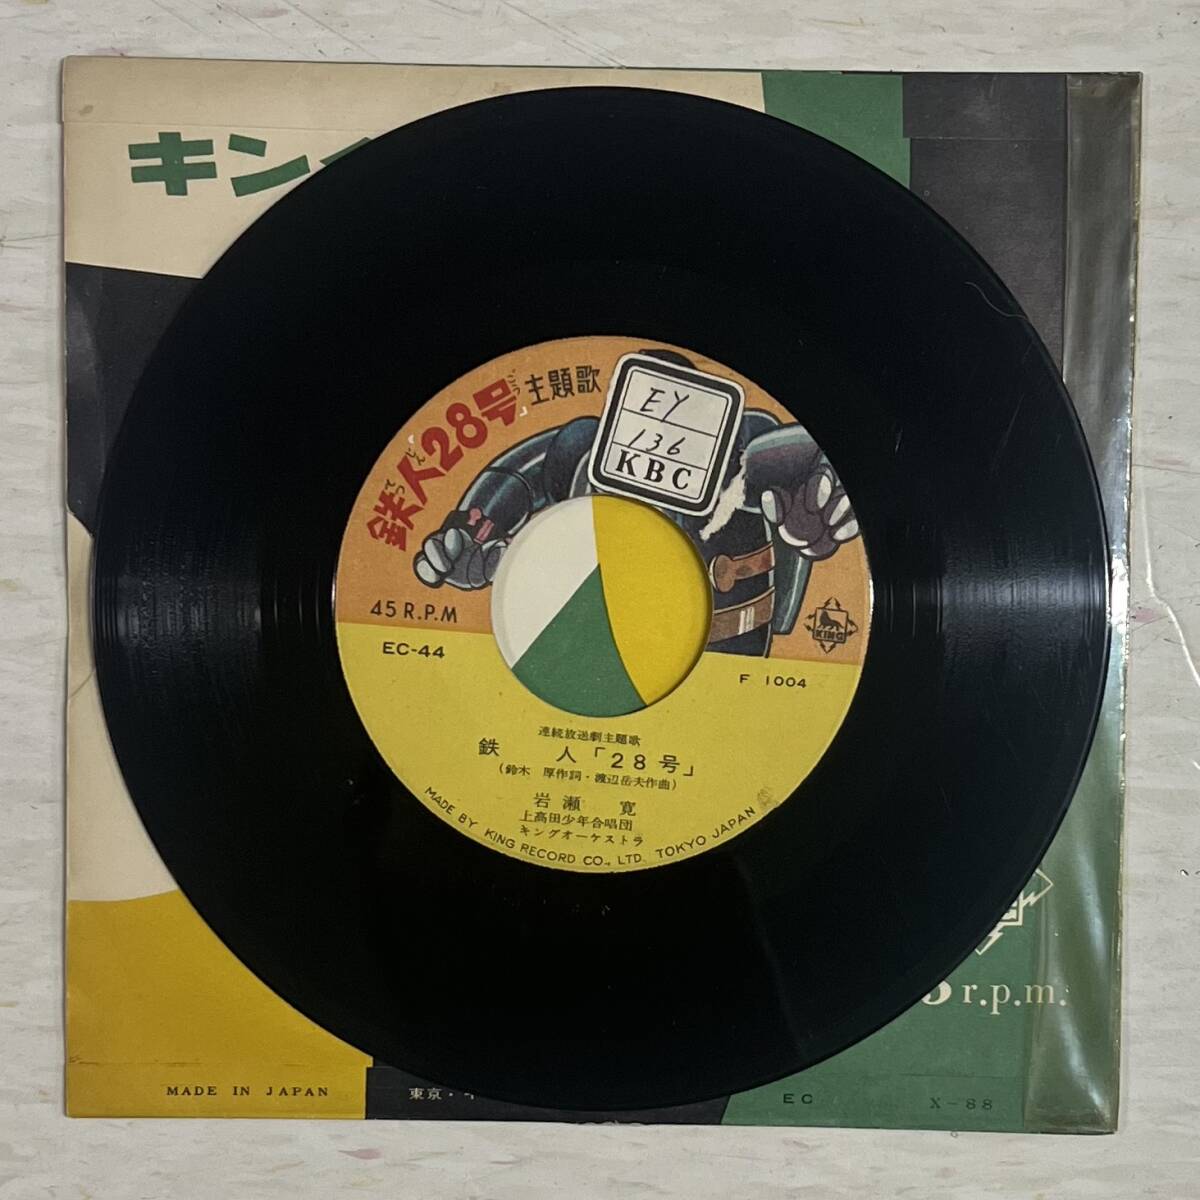 キン
鉄人「28号」主題歌
てつじん ごう
EY
136
KBC
45 R.P.M
KING
EC-44
F 1004
連続放送劇主題歌
鉄 人「28号」
(鈴木 厚作詞・渡辺岳夫作曲)
岩瀬 寛
上高田少年合唱団
キングオーケストラ
MADE BY KING RECORD CO., LTD. TOKYO JAPAN
r.p.m.
MADE IN JAPAN
東京・
EC
X-88